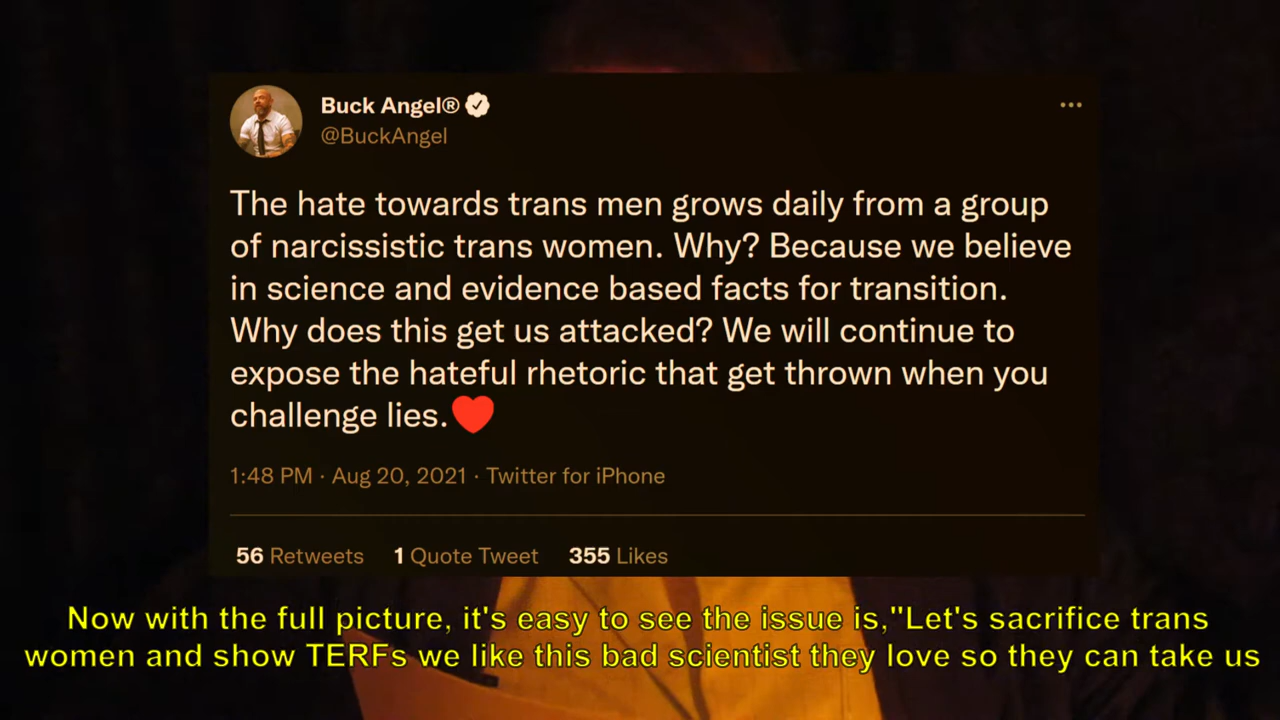 Buck Angel®
@BuckAngel
The hate towards trans men grows daily from a group
of narcissistic trans women. Why? Because we believe
in science and evidence based facts for transition.
Why does this get us attacked? We will continue to
expose the hateful rhetoric that get thrown when you
challenge lies.❤️
1:48 PM · Aug 20, 2021 · Twitter for iPhone
56 Retweets 1 Quote Tweet 355 Likes
Now with the full picture, it's easy to see the issue is,"Let's sacrifice trans
women and show TERFs we like this bad scientist they love so they can take us